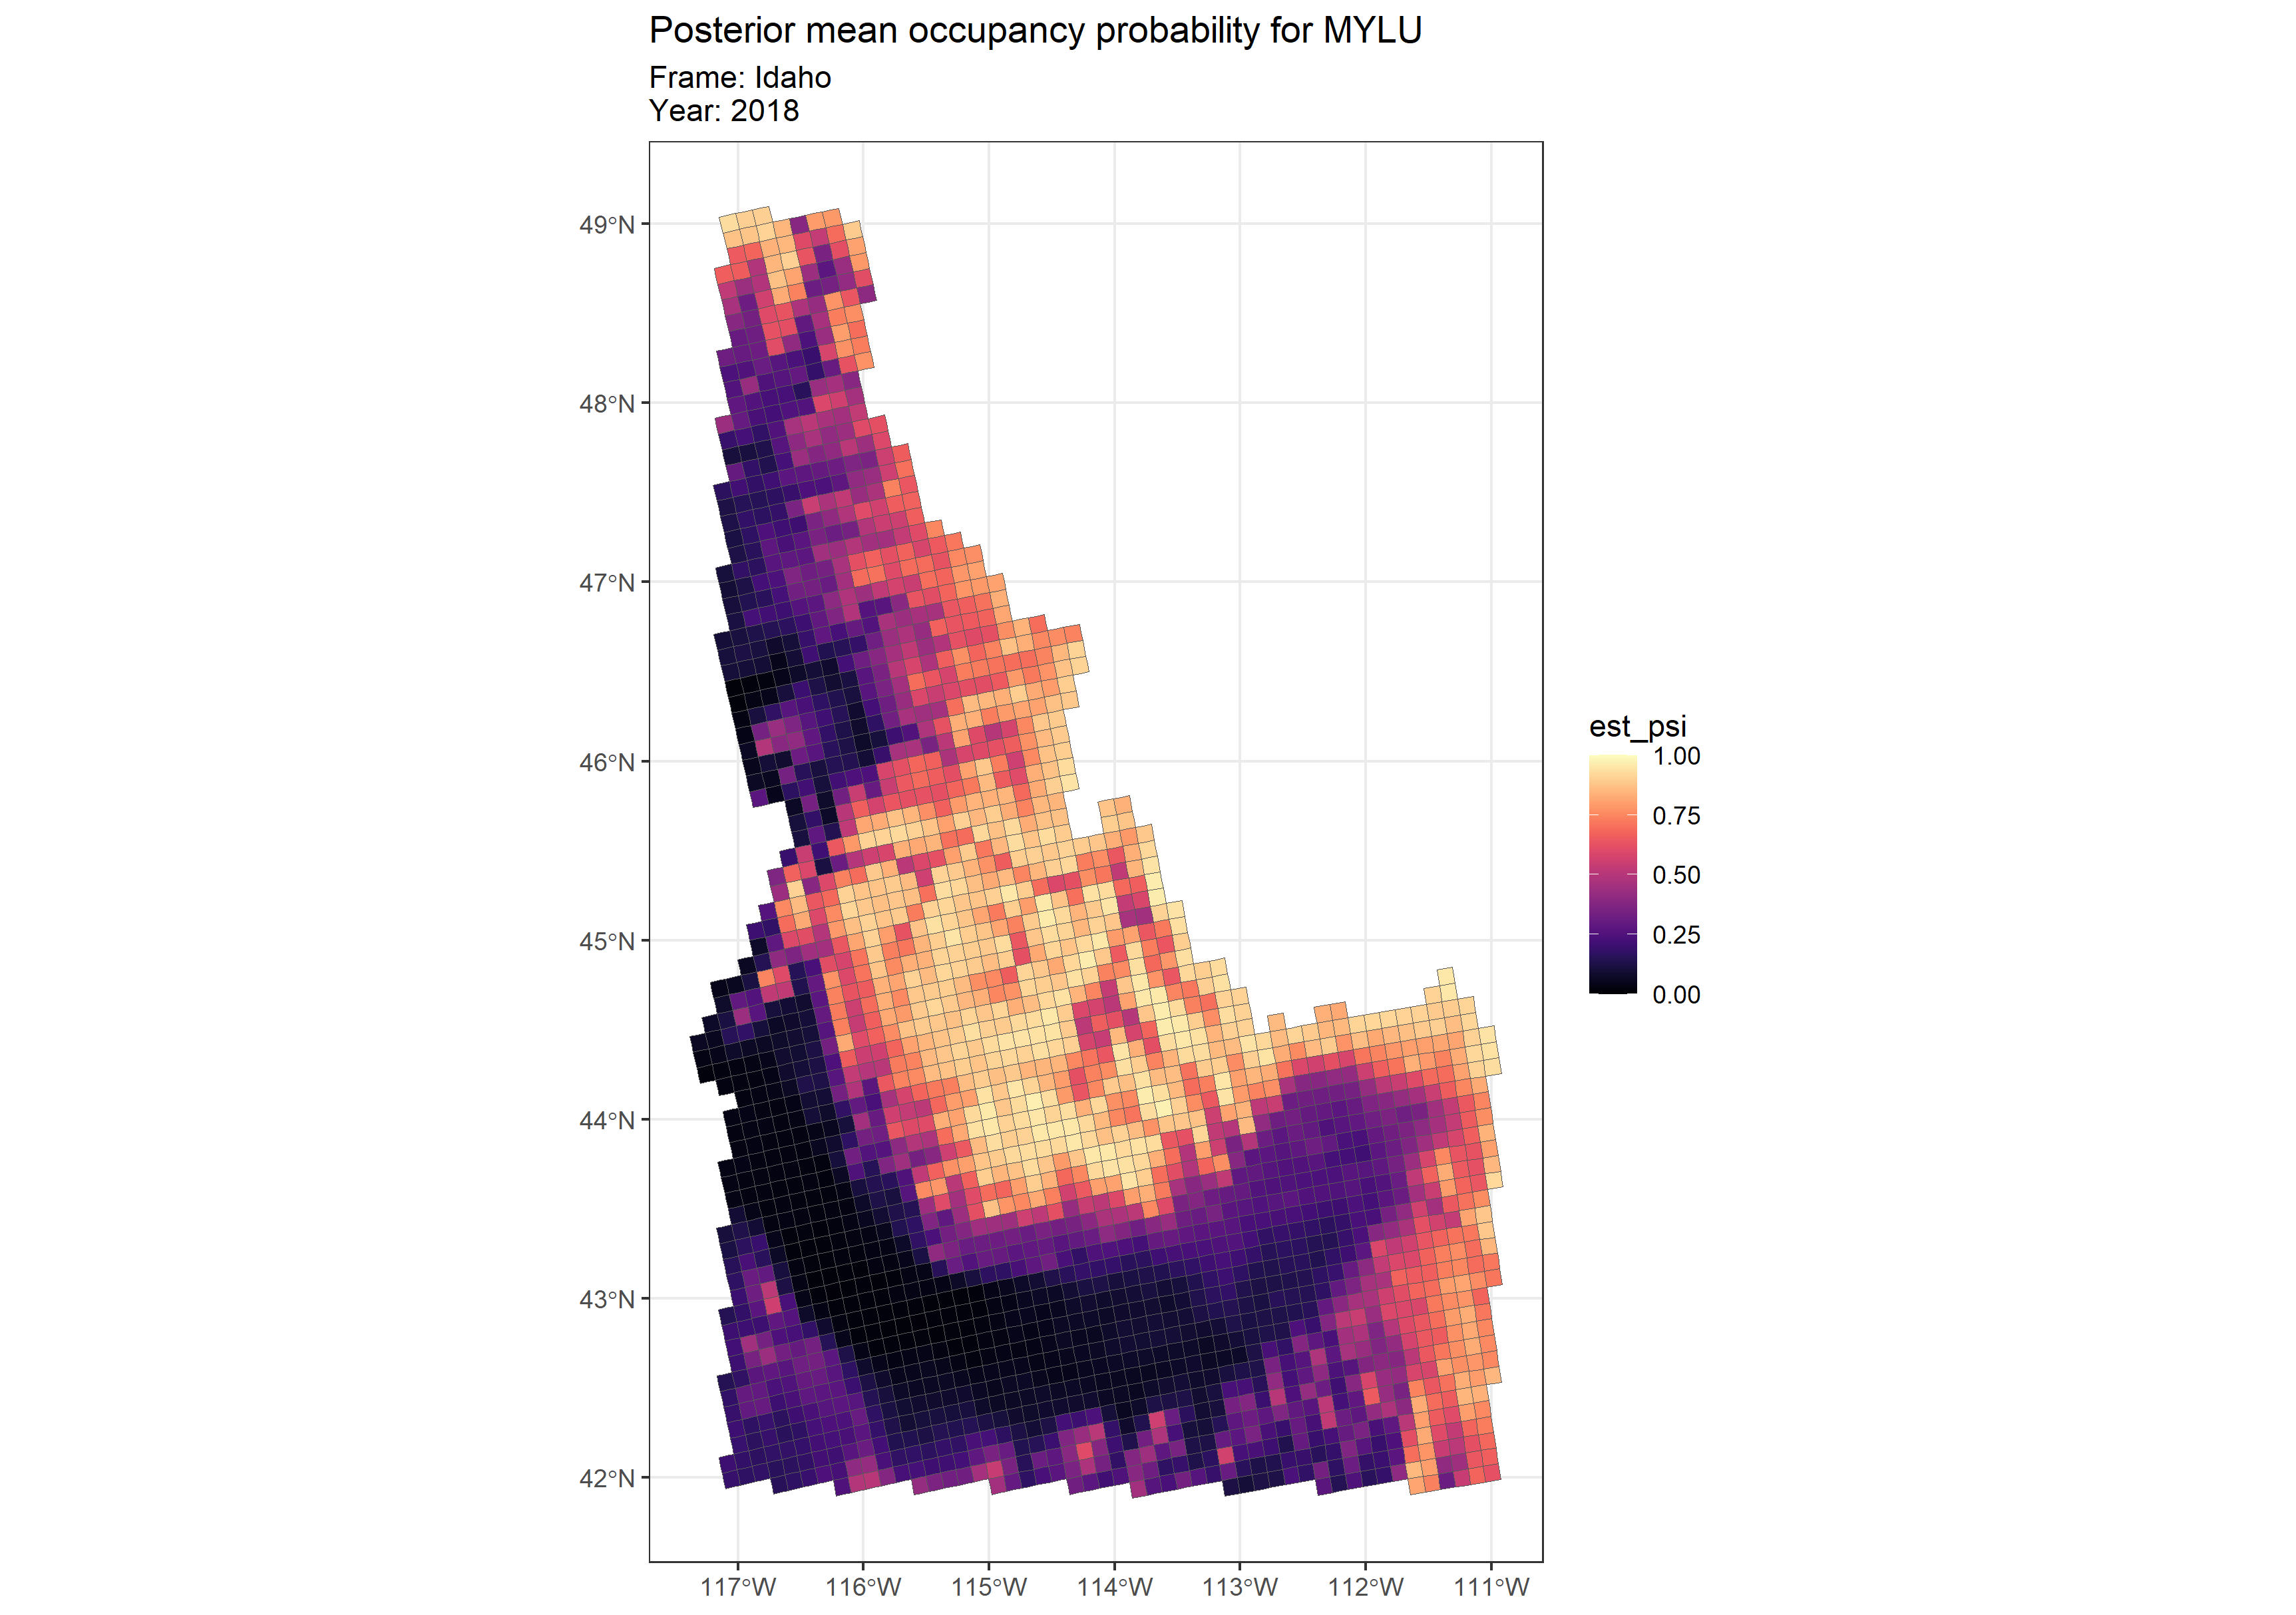 Posterior mean occupancy probability for MYLU
Frame: Idaho
Year: 2018
49°N
48°N
47°N
46°N
45°N
44°N
43°N
42°N
117°W 116°W 115°W 114°W 113°W 112°W 111°W
est_psi
1.00
0.75
0.50
0.25
0.00